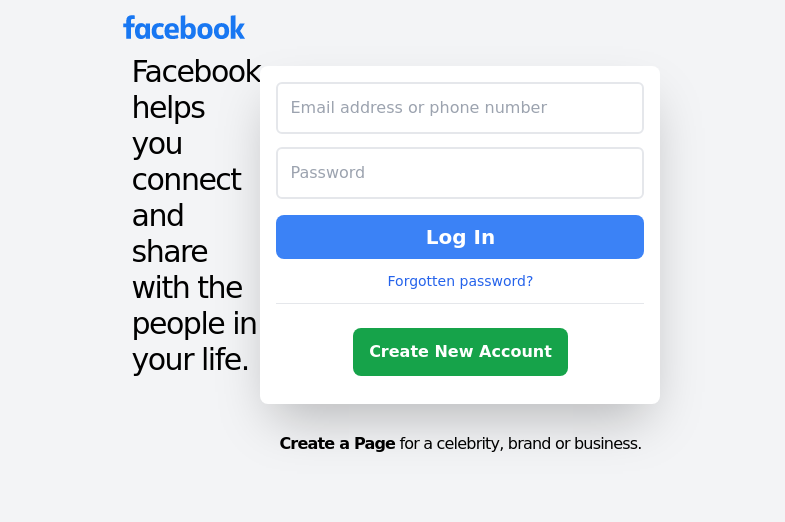 facebook
Facebook
helps
you
connect
and
share
with the
people in
your life.
Email address or phone number
Password
Log In
Forgotten password?
Create New Account
Create a Page for a celebrity, brand or business.